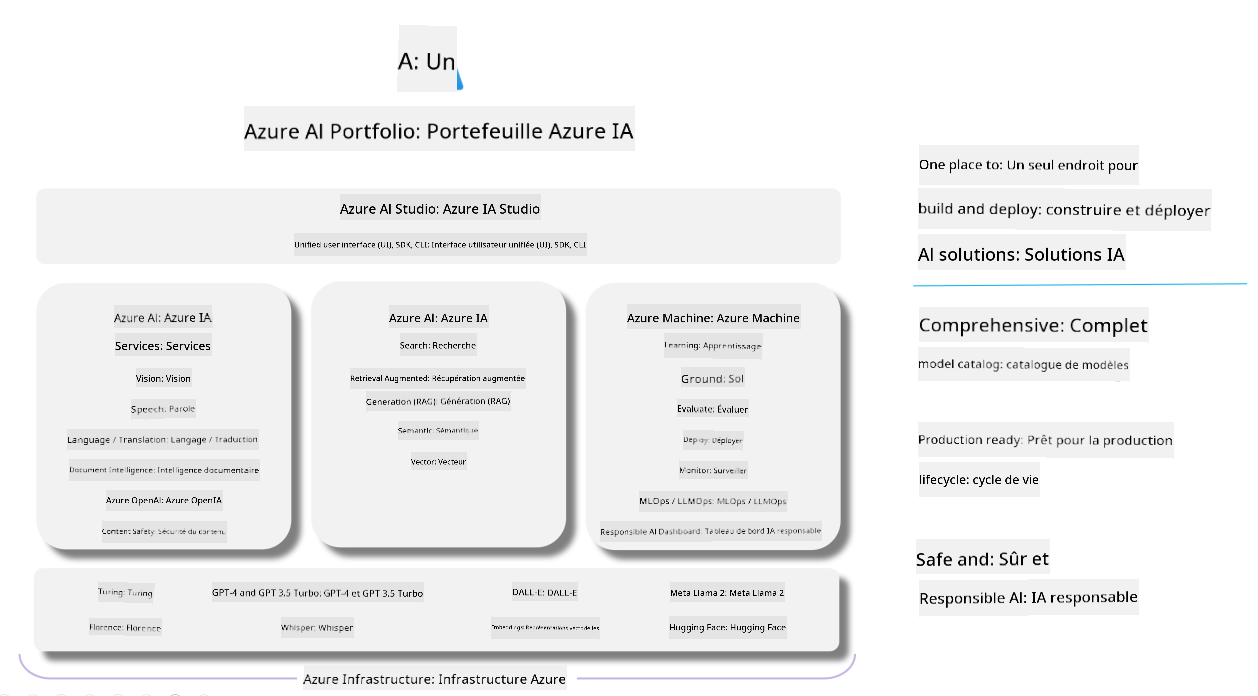 A: Un
Azure AI Portfolio: Portefeuille Azure IA
Azure AI Studio: Azure IA Studio
Unified user interface (UI), SDK, CLI: Interface utilisateur unifiée (UI), SDK, CLI
Azure AI: Azure IA
Services: Services
Vision: Vision
Speech: Parole
Language / Translation: Langage / Traduction
Document Intelligence: Intelligence documentaire
Azure OpenAI: Azure OpenIA
Content Safety: Sécurité du contenu
Azure AI: Azure IA
Search: Recherche
Retrieval Augmented: Récupération augmentée
Generation (RAG): Génération (RAG)
Semantic: Sémantique
Vector: Vecteur
Azure Machine: Azure Machine
Learning: Apprentissage
Ground: Sol
Evaluate: Évaluer
Deploy: Déployer
Monitor: Surveiller
MLOps / LLMOps: MLOps / LLMOps
Responsible AI Dashboard: Tableau de bord IA responsable
Turing: Turing
GPT-4 and GPT 3.5 Turbo: GPT-4 et GPT 3.5 Turbo
DALL-E: DALL-E
Meta Llama 2: Meta Llama 2
Florence: Florence
Whisper: Whisper
Embeddings: Représentations vectorielles
Hugging Face: Hugging Face
Azure Infrastructure: Infrastructure Azure
One place to: Un seul endroit pour
build and deploy: construire et déployer
AI solutions: Solutions IA
Comprehensive: Complet
model catalog: catalogue de modèles
Production ready: Prêt pour la production
lifecycle: cycle de vie
Safe and: Sûr et
Responsible AI: IA responsable